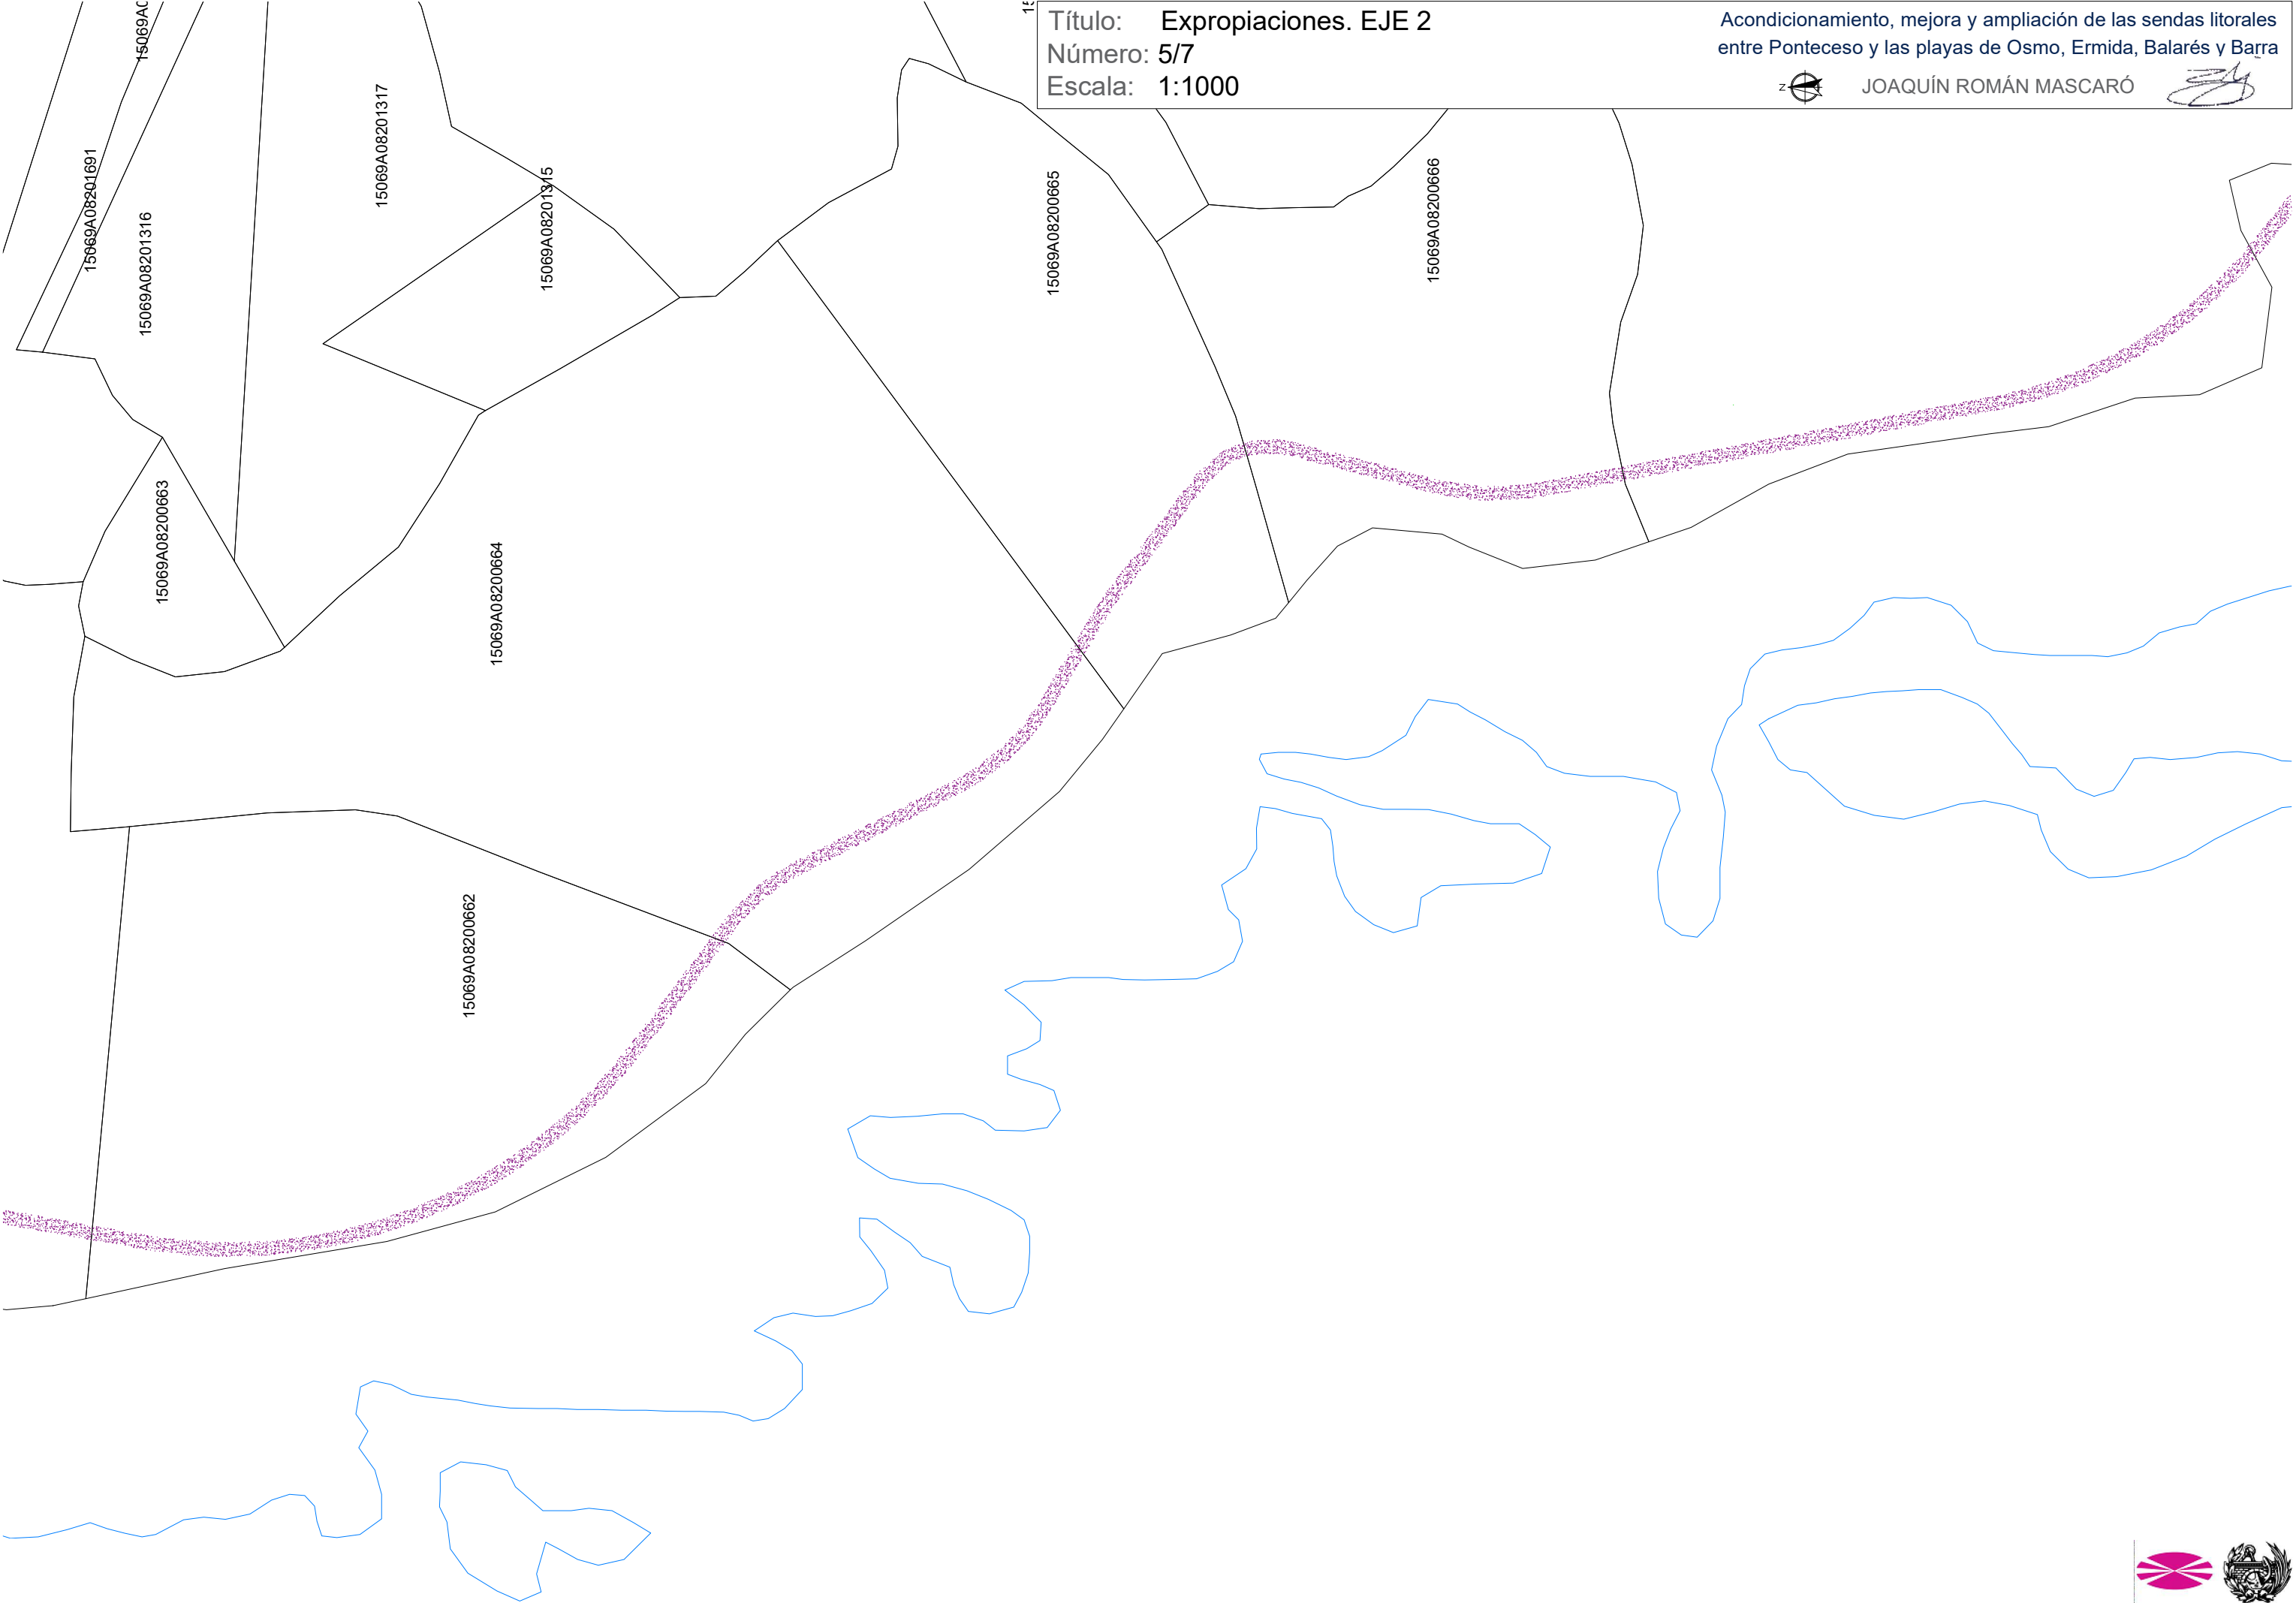 Título: Expropiaciones. EJE 2
Número: 5/7
Escala: 1:1000
Acondicionamiento, mejora y ampliación de las sendas litorales
entre Ponteceso y las playas de Osmo, Ermida, Balarés y Barra
Z
JOAQUÍN ROMÁN MASCARÓ
15069A08201691
15069A08201316
15069A08201317
15069A08201315
15069A08200665
15069A08200666
15069A08200663
15069A08200664
15069A08200662